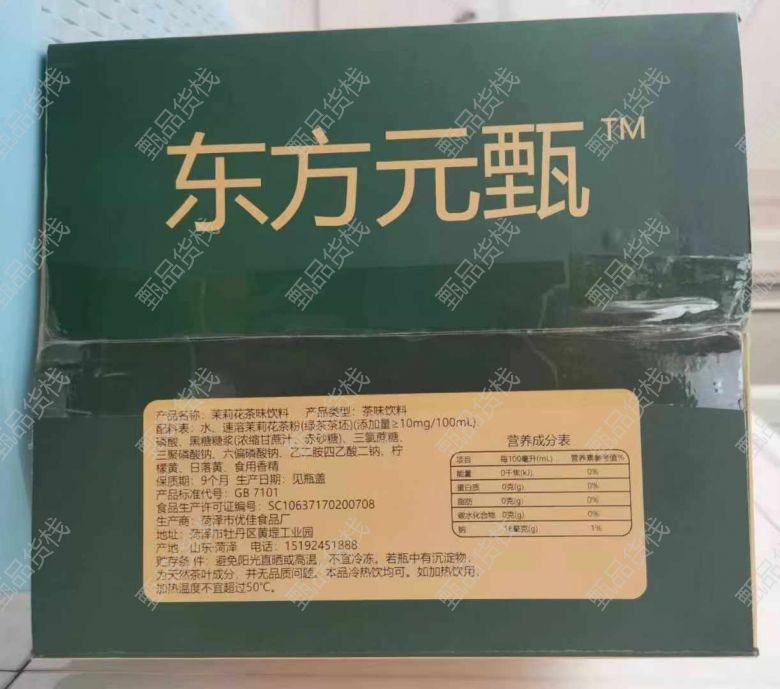 东方元甄™
产品名称：茉莉花茶味饮料 产品类型：茶味饮料
配料表：水、速溶茉莉花茶粉(绿茶茶坯)(添加量≥10mg/100mL)
磷酸、黑糖糖浆(浓缩甘蔗汁、赤砂糖)、三氯蔗糖、
三聚磷酸钠、六偏磷酸钠、乙二胺四乙酸二钠、柠
檬黄、日落黄、食用香精
保质期：9个月 生产日期：见瓶盖
产品标准代号：GB 7101
食品生产许可证编号：SC10637170200708
生产商：菏泽市优佳食品厂
地址：菏泽市牡丹区黄堽工业园
产地：山东·菏泽 电话：15192451888
贮存条件：避免阳光直晒或高温，不宜冷冻。若瓶中有沉淀物，
为天然茶叶成分，并无品质问题。本品冷热饮均可。如加热饮用，
加热温度不宜超过50℃。
营养成分表
项目 每100毫升(mL) 营养素参考值%
能量 0千焦(kJ) 0%
蛋白质 0克(g) 0%
脂肪 0克(g) 0%
碳水化合物 0克(g) 0%
钠 16毫克(g) 1%
甄品货栈